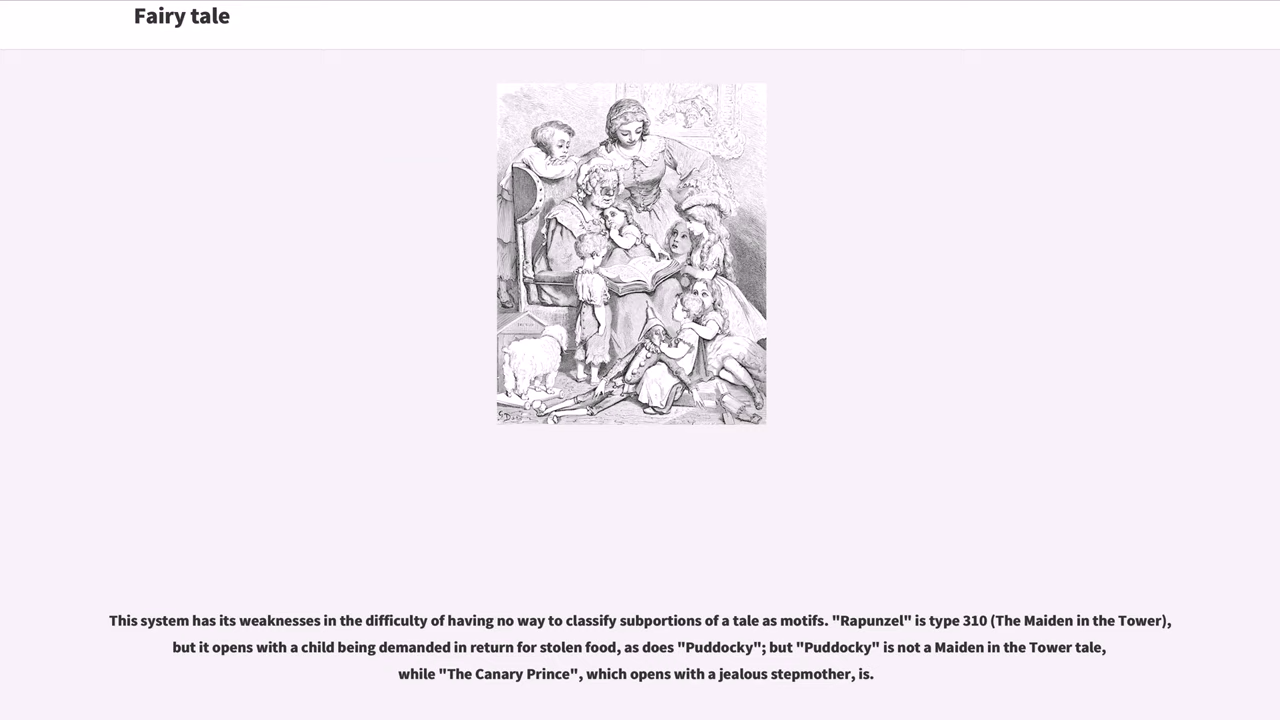 Fairy tale
This system has its weaknesses in the difficulty of having no way to classify subportions of a tale as motifs. "Rapunzel" is type 310 (The Maiden in the Tower),
but it opens with a child being demanded in return for stolen food, as does "Puddocky"; but "Puddocky" is not a Maiden in the Tower tale,
while "The Canary Prince", which opens with a jealous stepmother, is.